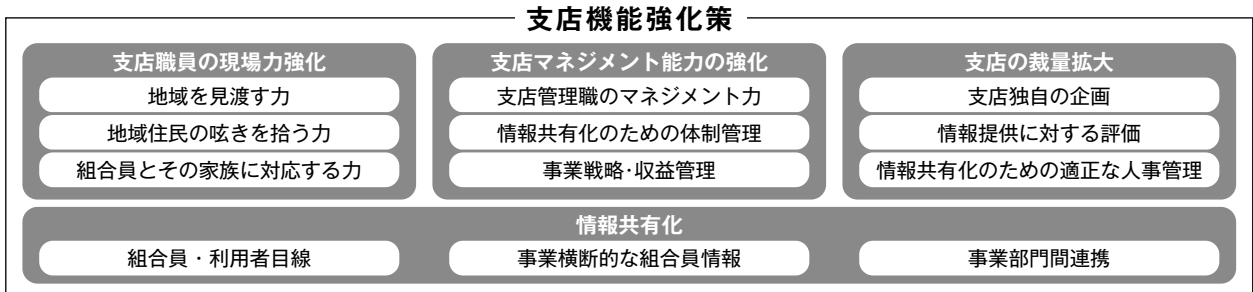 支店機能強化策
支店職員の現場力強化
地域を見渡す力
地域住民の呟きを拾う力
組合員とその家族に対応する力
支店マネジメント能力の強化
支店管理職のマネジメント力
情報共有化のための体制管理
事業戦略・収益管理
支店の裁量拡大
支店独自の企画
情報提供に対する評価
情報共有化のための適正な人事管理
情報共有化
組合員・利用者目線
事業横断的な組合員情報
事業部門間連携